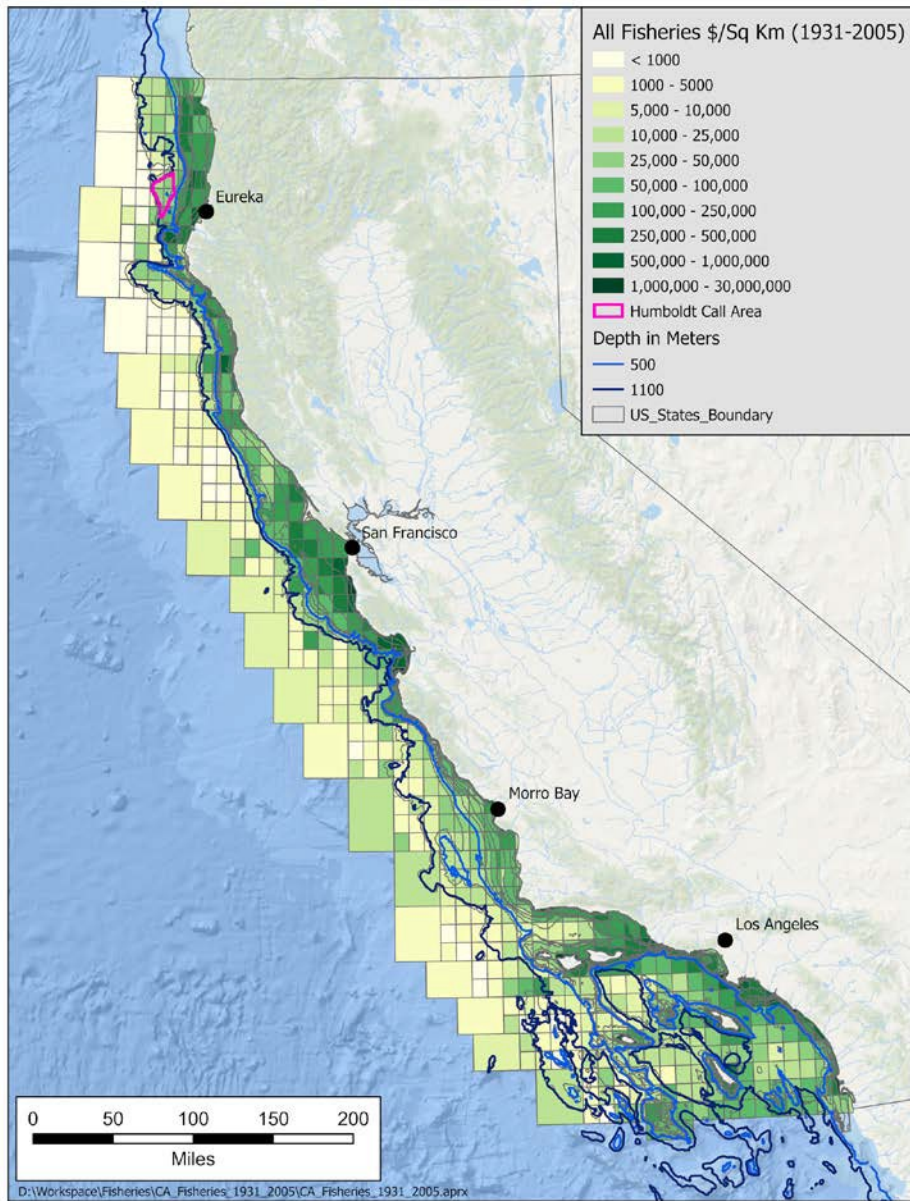 All Fisheries $/Sq Km (1931-2005)
< 1000
1000 - 5000
5,000 - 10,000
10,000 - 25,000
25,000 - 50,000
50,000 - 100,000
100,000 - 250,000
250,000 - 500,000
500,000 - 1,000,000
1,000,000 - 30,000,000
Humboldt Call Area
Depth in Meters
500
1100
US_States_Boundary
Eureka
San Francisco
Morro Bay
Los Angeles
0 50 100 150 200
Miles
D:\Workspace\Fisheries\CA_Fisheries_1931_2005\CA_Fisheries_1931_2005.aprx